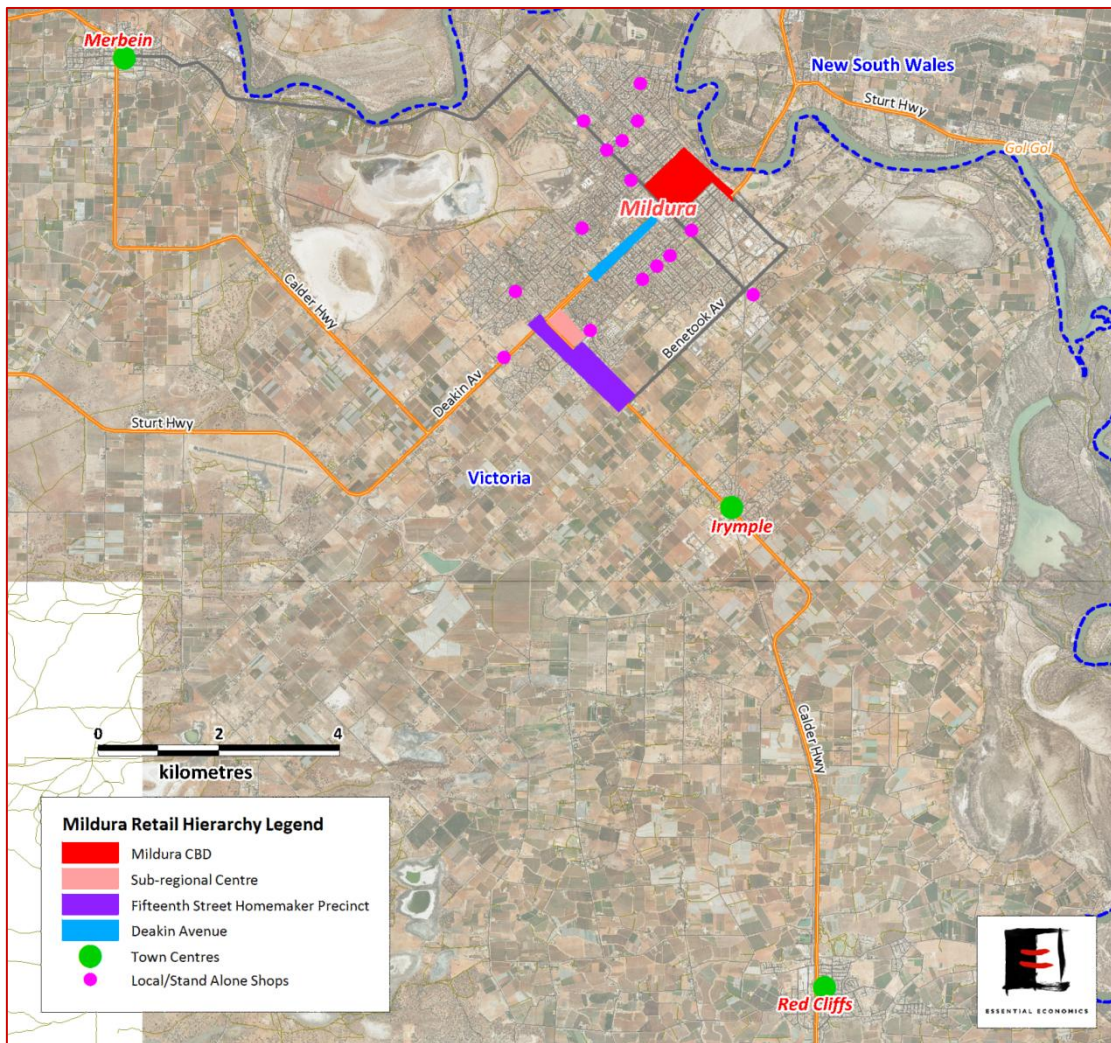 Merbein
New South Wales
Sturt Hwy
Gol Gol
Mildura
Calder Hwy
Benetook Av
Deakin Av
Sturt Hwy
Victoria
Irymple
Calder Hwy
0 2 4
kilometres
Mildura Retail Hierarchy Legend
Mildura CBD
Sub-regional Centre
Fifteenth Street Homemaker Precinct
Deakin Avenue
Town Centres
Local/Stand Alone Shops
Red Cliffs
ESSENTIAL ECONOMICS